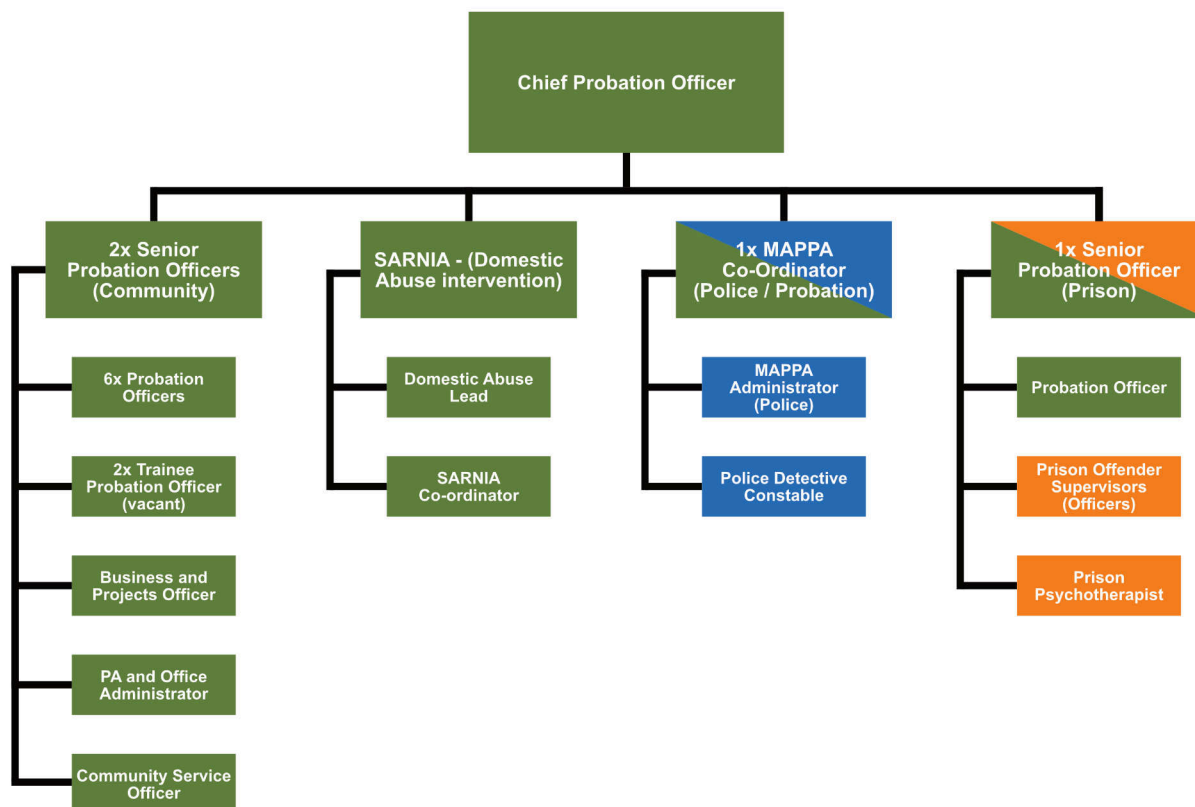 Chief Probation Officer
2x Senior
Probation Officers
(Community)
6x Probation
Officers
2x Trainee
Probation Officer
(vacant)
Business and
Projects Officer
PA and Office
Administrator
Community Service
Officer
SARNIA - (Domestic
Abuse intervention)
Domestic Abuse
Lead
SARNIA
Co-ordinator
1x MAPPA
Co-Ordinator
(Police / Probation)
MAPPA
Administrator
(Police)
Police Detective
Constable
1x Senior
Probation Officer
(Prison)
Probation Officer
Prison Offender
Supervisors
(Officers)
Prison
Psychotherapist